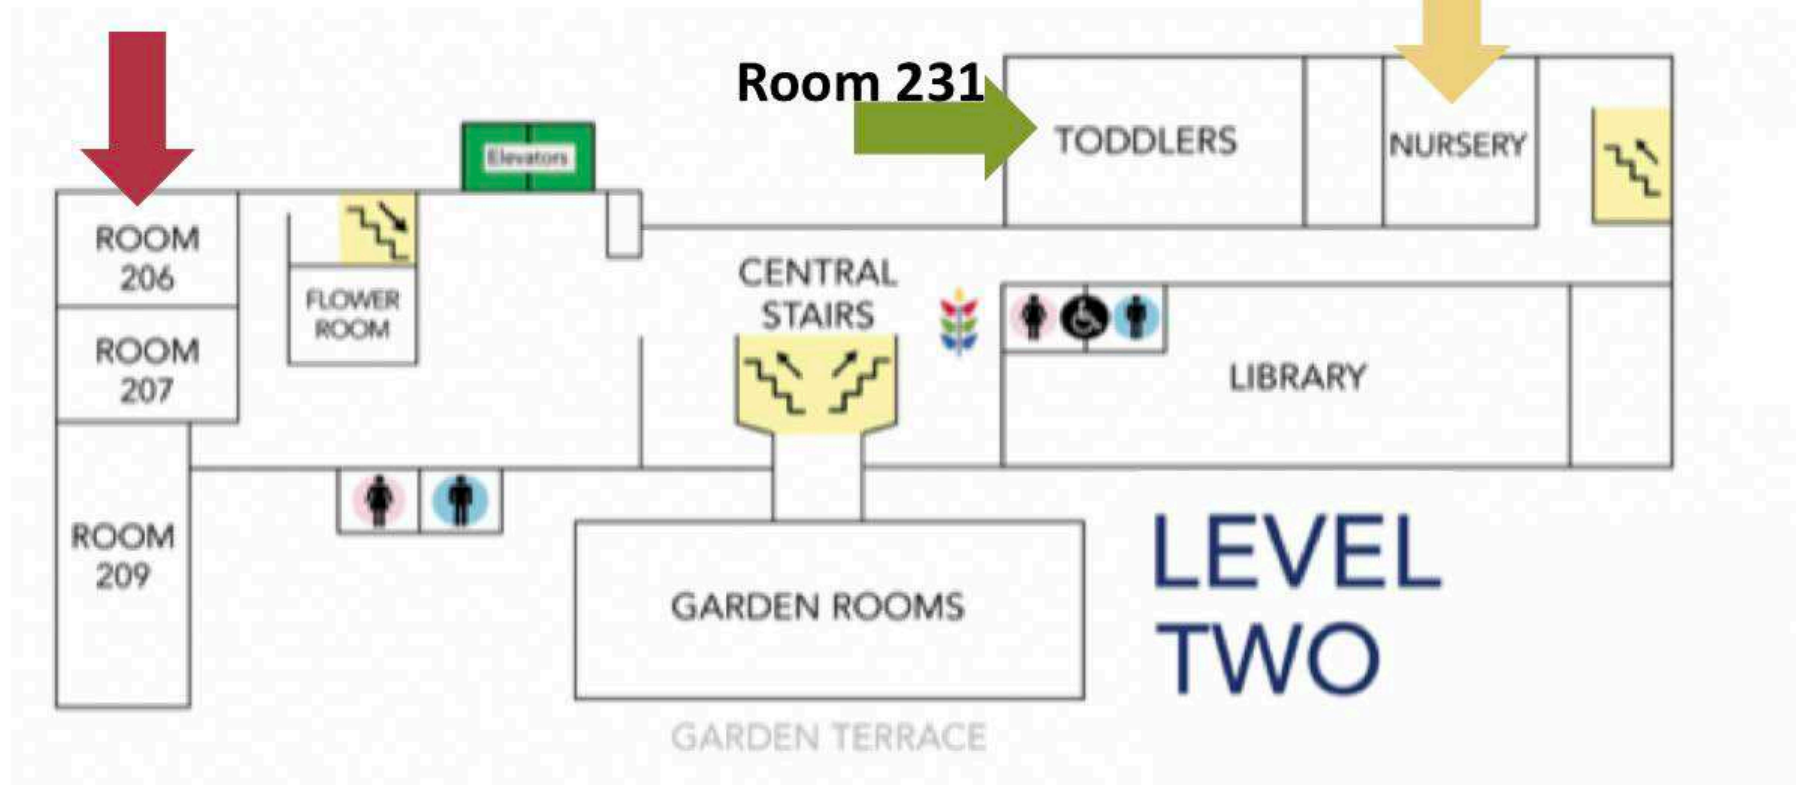 Room 231
TODDLERS
NURSERY
Elevators
ROOM
206
FLOWER
ROOM
CENTRAL
STAIRS
ROOM
207
LIBRARY
ROOM
209
GARDEN ROOMS
LEVEL
TWO
GARDEN TERRACE